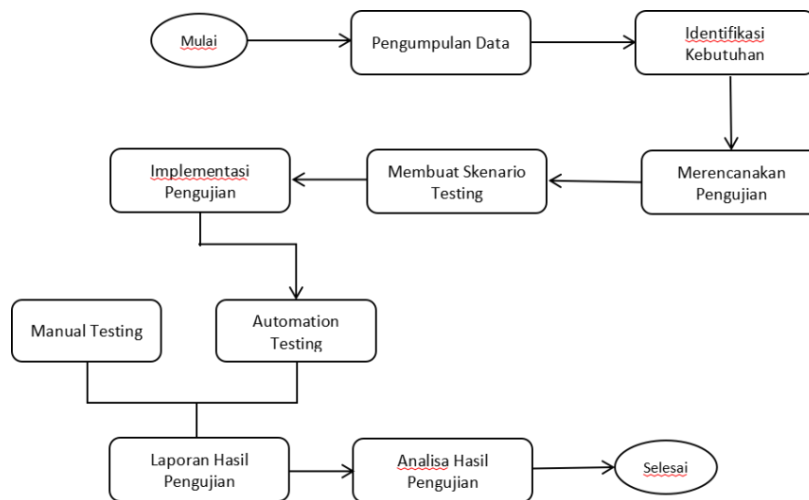 Mulai
Pengumpulan Data
Identifikasi
Kebutuhan
Merencanakan
Pengujian
Membuat Skenario
Testing
Implementasi
Pengujian
Manual Testing
Automation
Testing
Laporan Hasil
Pengujian
Analisa Hasil
Pengujian
Selesai